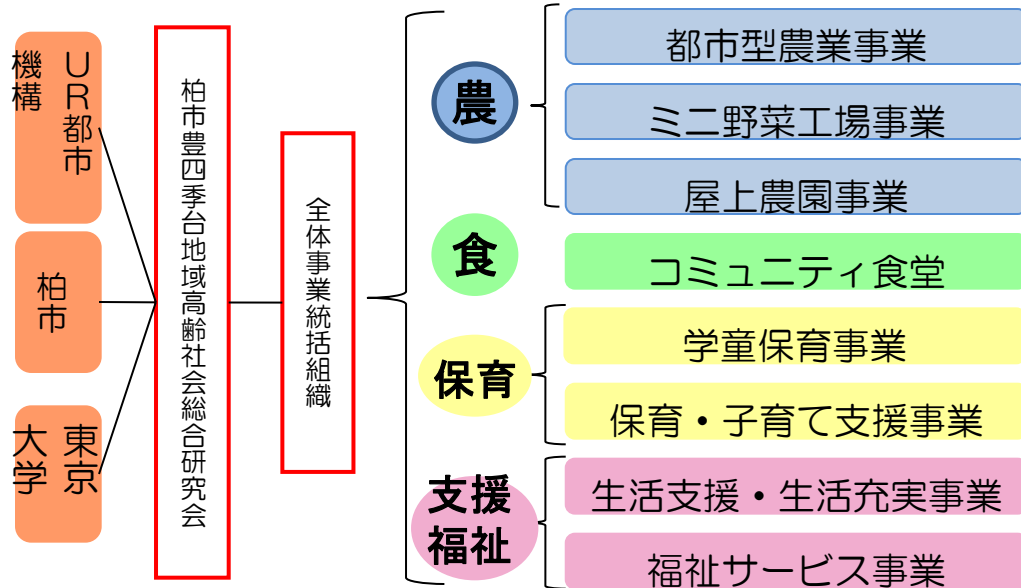 UR都市
機構
柏市
東京
大学
柏市豊四季台地域高齢社会総合研究会
全体事業統括組織
農
都市型農業事業
ミニ野菜工場事業
屋上農園事業
食
コミュニティ食堂
保育
学童保育事業
保育・子育て支援事業
支援
福祉
生活支援・生活充実事業
福祉サービス事業